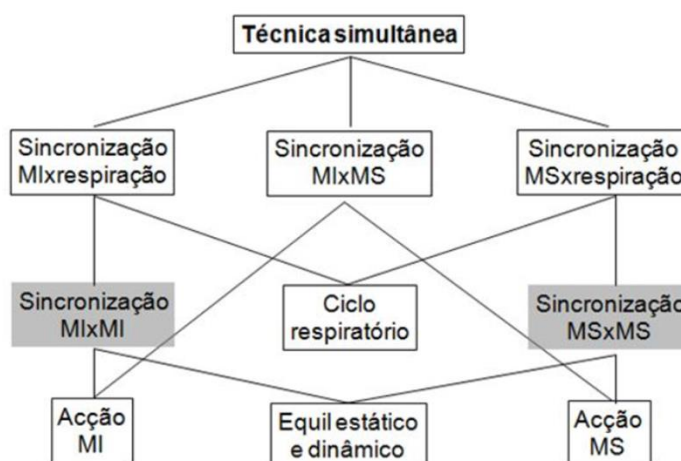 Técnica simultânea
Sincronização
MIxrespiração
Sincronização
MIxMS
Sincronização
MSxrespiração
Sincronização
MIxMI
Ciclo
respiratório
Sincronização
MSxMS
Acção
MI
Equil estático
e dinâmico
Acção
MS